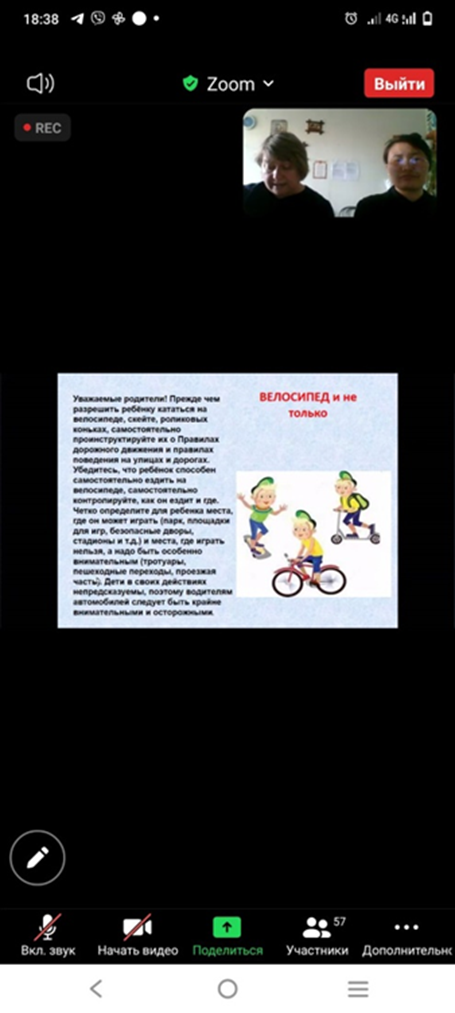 18:38
4G
Zoom
Выйти
REC
Уважаемые родители! Прежде чем
разрешить ребёнку кататься на
велосипеде, скейте, роликовых
коньках, самостоятельно
проинструктируйте их о Правилах
дорожного движения и правилах
поведения на улицах и дорогах.
Убедитесь, что ребёнок способен
самостоятельно ездить на
велосипеде, самостоятельно
контролируйте, как он ездит и где.
Четко определите для ребенка места,
где он может играть (парк, площадки
для игр, безопасные дворы,
стадионы и т.д.) и места, где играть
нельзя, а надо быть особенно
внимательным (тротуары,
пешеходные переходы, проезжая
часть). Дети в своих действиях
непредсказуемы, поэтому водителям
автомобилей следует быть крайне
внимательными и осторожными.
ВЕЛОСИПЕД и не
только
Вкл. звук
Начать видео
Поделиться
57
Участники
Дополнительно